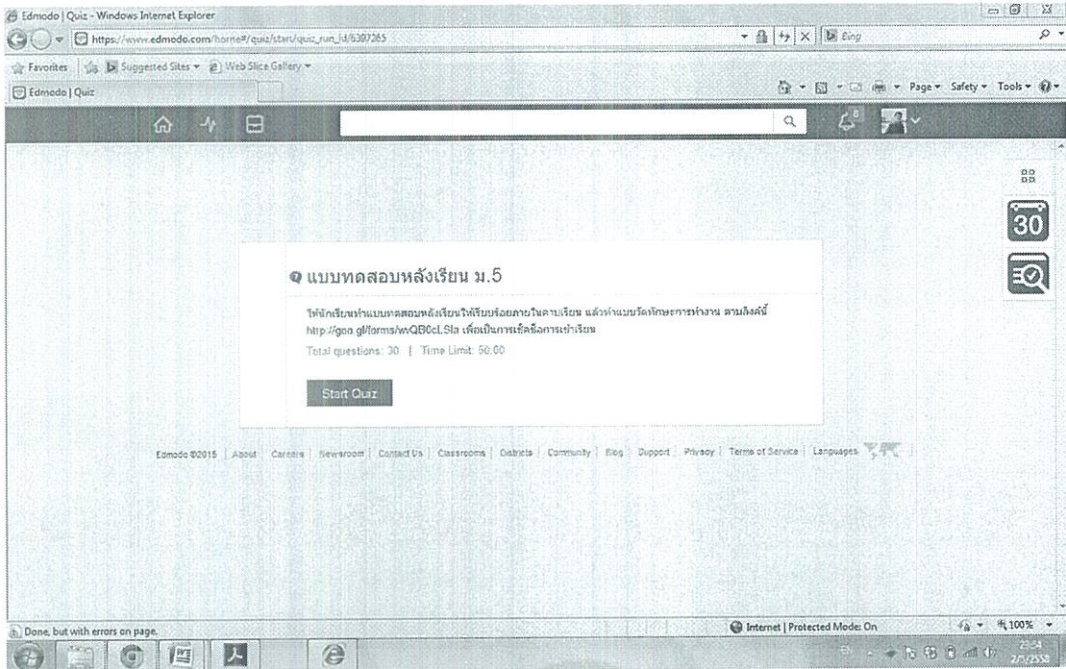 Edmodo | Quiz - Windows Internet Explorer
https://www.edmodo.com/home#/quiz/start/quiz_run_id/6397265
Bing
Favorites Suggested Sites Web Slice Gallery
Edmodo | Quiz
Page Safety Tools
30
แบบทดสอบหลังเรียน ม.5
ให้นักเรียนทำแบบทดสอบหลังเรียนให้เรียบร้อยภายในคาบเรียน แล้วทำแบบวัดทักษะการทำงาน ตามลิงค์นี้
เพื่อเป็นการเช็คชื่อการเข้าเรียน
Total questions: 30 | Time Limit: 50:00
Start Quiz
Edmodo ©2015 | About | Careers | Newsroom | Contact Us | Classrooms | Districts | Community | Blog | Support | Privacy | Terms of Service | Languages
Done, but with errors on page.
Internet | Protected Mode: On
100%
EN
23:54